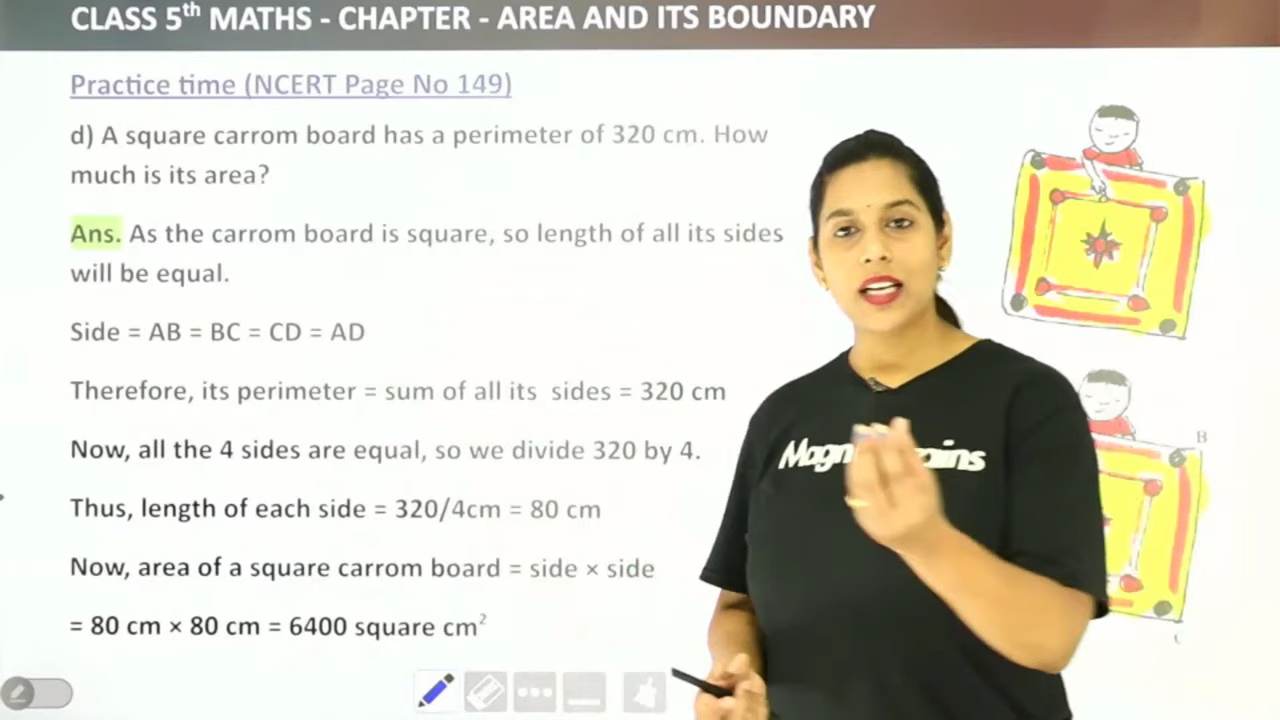 CLASS 5th MATHS - CHAPTER - AREA AND ITS BOUNDARY
Practice time (NCERT Page No 149)
d) A square carrom board has a perimeter of 320 cm. How
much is its area?
Ans. As the carrom board is square, so length of all its sides
will be equal.
Side = AB = BC = CD = AD
Therefore, its perimeter = sum of all its sides = 320 cm
Now, all the 4 sides are equal, so we divide 320 by 4.
Thus, length of each side = 320/4cm = 80 cm
Now, area of a square carrom board = side × side
= 80 cm × 80 cm = 6400 square cm²
B
C